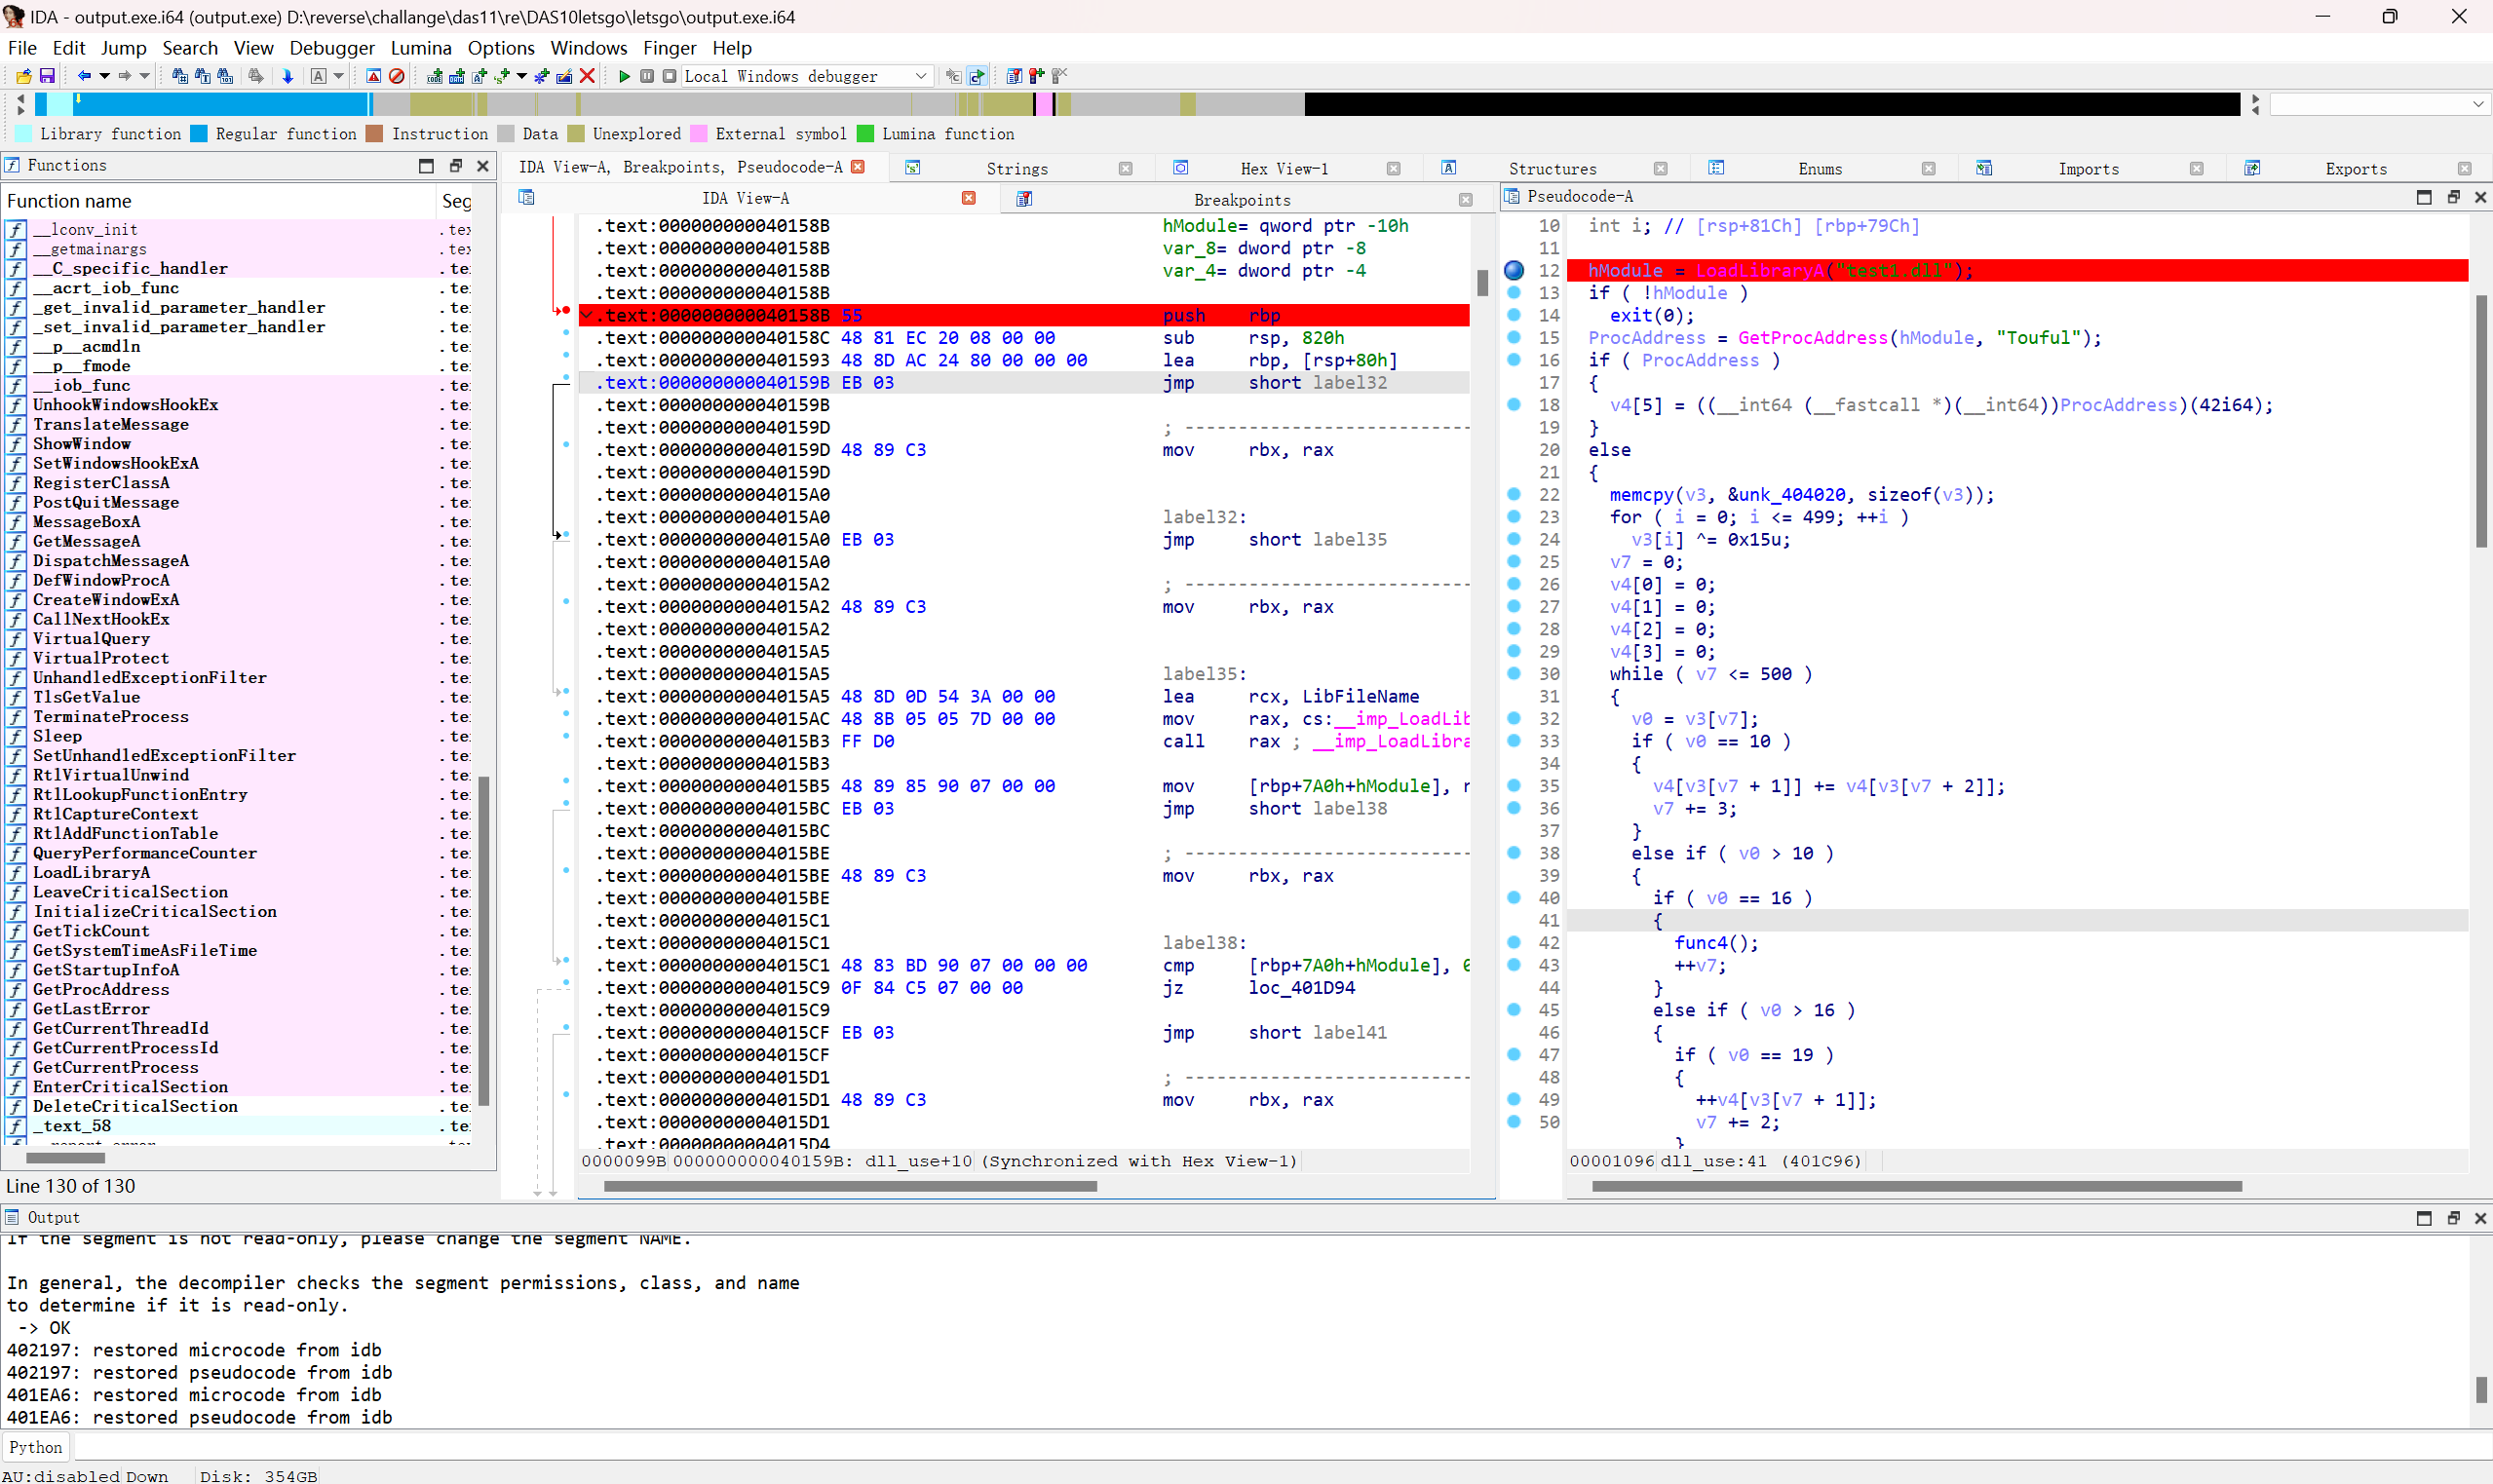 IDA - output.exe.i64 (output.exe) D:\reverse\challange\das11\re\DAS10letsgo\letsgo\output.exe.i64
File Edit Jump Search View Debugger Lumina Options Windows Finger Help
Local Windows debugger
Library function Regular function Instruction Data Unexplored External symbol Lumina function
Functions
Function name Seg
__lconv_init .te
__getmainargs .te
__C_specific_handler .te
__acrt_iob_func .te
_get_invalid_parameter_handler .te
_set_invalid_parameter_handler .te
__p__acmdln .te
__p__fmode .te
__iob_func .te
UnhookWindowsHookEx .te
TranslateMessage .te
ShowWindow .te
SetWindowsHookExA .te
RegisterClassA .te
PostQuitMessage .te
MessageBoxA .te
GetMessageA .te
DispatchMessageA .te
DefWindowProcA .te
CreateWindowExA .te
CallNextHookEx .te
VirtualQuery .te
VirtualProtect .te
UnhandledExceptionFilter .te
TlsGetValue .te
TerminateProcess .te
Sleep .te
SetUnhandledExceptionFilter .te
RtlVirtualUnwind .te
RtlLookupFunctionEntry .te
RtlCaptureContext .te
RtlAddFunctionTable .te
QueryPerformanceCounter .te
LoadLibraryA .te
LeaveCriticalSection .te
InitializeCriticalSection .te
GetTickCount .te
GetSystemTimeAsFileTime .te
GetStartupInfoA .te
GetProcAddress .te
GetLastError .te
GetCurrentThreadId .te
GetCurrentProcessId .te
GetCurrentProcess .te
EnterCriticalSection .te
DeleteCriticalSection .te
_text_58 .te
Line 130 of 130
IDA View-A, Breakpoints, Pseudocode-A Strings Hex View-1 Structures Enums Imports Exports
IDA View-A Breakpoints
.text:000000000040158B hModule= qword ptr -10h
.text:000000000040158B var_8= dword ptr -8
.text:000000000040158B var_4= dword ptr -4
.text:000000000040158B
.text:000000000040158B 55 push rbp
.text:000000000040158C 48 81 EC 20 08 00 00 sub rsp, 820h
.text:0000000000401593 48 8D AC 24 80 00 00 00 lea rbp, [rsp+80h]
.text:000000000040159B EB 03 jmp short label32
.text:000000000040159B
.text:000000000040159D ; ---------------------------
.text:000000000040159D 48 89 C3 mov rbx, rax
.text:000000000040159D
.text:00000000004015A0
.text:00000000004015A0 label32:
.text:00000000004015A0 EB 03 jmp short label35
.text:00000000004015A0
.text:00000000004015A2 ; ---------------------------
.text:00000000004015A2 48 89 C3 mov rbx, rax
.text:00000000004015A2
.text:00000000004015A5
.text:00000000004015A5 label35:
.text:00000000004015A5 48 8D 0D 54 3A 00 00 lea rcx, LibFileName
.text:00000000004015AC 48 8B 05 05 7D 00 00 mov rax, cs:__imp_LoadLib
.text:00000000004015B3 FF D0 call rax ; __imp_LoadLibra
.text:00000000004015B3
.text:00000000004015B5 48 89 85 90 07 00 00 mov [rbp+7A0h+hModule], r
.text:00000000004015BC EB 03 jmp short label38
.text:00000000004015BC
.text:00000000004015BE ; ---------------------------
.text:00000000004015BE 48 89 C3 mov rbx, rax
.text:00000000004015BE
.text:00000000004015C1
.text:00000000004015C1 label38:
.text:00000000004015C1 48 83 BD 90 07 00 00 00 cmp [rbp+7A0h+hModule], 0
.text:00000000004015C9 0F 84 C5 07 00 00 jz loc_401D94
.text:00000000004015C9
.text:00000000004015CF EB 03 jmp short label41
.text:00000000004015CF
.text:00000000004015D1 ; ---------------------------
.text:00000000004015D1 48 89 C3 mov rbx, rax
.text:00000000004015D1
.text:00000000004015D4
0000099B 000000000040159B: dll_use+10 (Synchronized with Hex View-1)
Pseudocode-A
10 int i; // [rsp+81Ch] [rbp+79Ch]
11
12 hModule = LoadLibraryA("test1.dll");
13 if ( !hModule )
14 exit(0);
15 ProcAddress = GetProcAddress(hModule, "Touful");
16 if ( ProcAddress )
17 {
18 v4[5] = ((__int64 (__fastcall *)(__int64))ProcAddress)(42i64);
19 }
20 else
21 {
22 memcpy(v3, &unk_404020, sizeof(v3));
23 for ( i = 0; i <= 499; ++i )
24 v3[i] ^= 0x15u;
25 v7 = 0;
26 v4[0] = 0;
27 v4[1] = 0;
28 v4[2] = 0;
29 v4[3] = 0;
30 while ( v7 <= 500 )
31 {
32 v0 = v3[v7];
33 if ( v0 == 10 )
34 {
35 v4[v3[v7 + 1]] += v4[v3[v7 + 2]];
36 v7 += 3;
37 }
38 else if ( v0 > 10 )
39 {
40 if ( v0 == 16 )
41 {
42 func4();
43 ++v7;
44 }
45 else if ( v0 > 16 )
46 {
47 if ( v0 == 19 )
48 {
49 ++v4[v3[v7 + 1]];
50 v7 += 2;
}
00001096 dll_use:41 (401C96)
Output
If the segment is not read-only, please change the segment NAME.
In general, the decompiler checks the segment permissions, class, and name
to determine if it is read-only.
-> OK
402197: restored microcode from idb
402197: restored pseudocode from idb
401EA6: restored microcode from idb
401EA6: restored pseudocode from idb
Python
AU:disabled Down Disk: 354GB